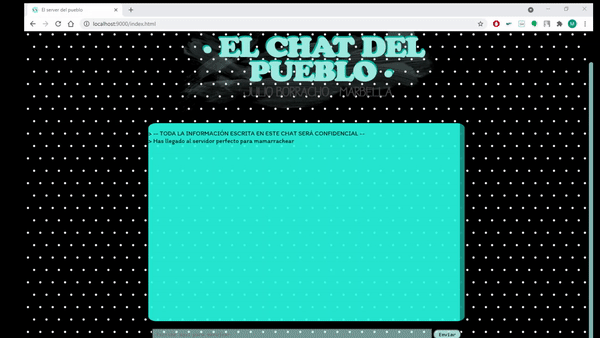 El server del pueblo
localhost:9000/index.html
• EL CHAT DEL
PUEBLO •
JULIO BORRACHO - MARBELLA
> -- TODA LA INFORMACIÓN ESCRITA EN ESTE CHAT SERÁ CONFIDENCIAL --
> Has llegado al servidor perfecto para mamarrachear
Enviar